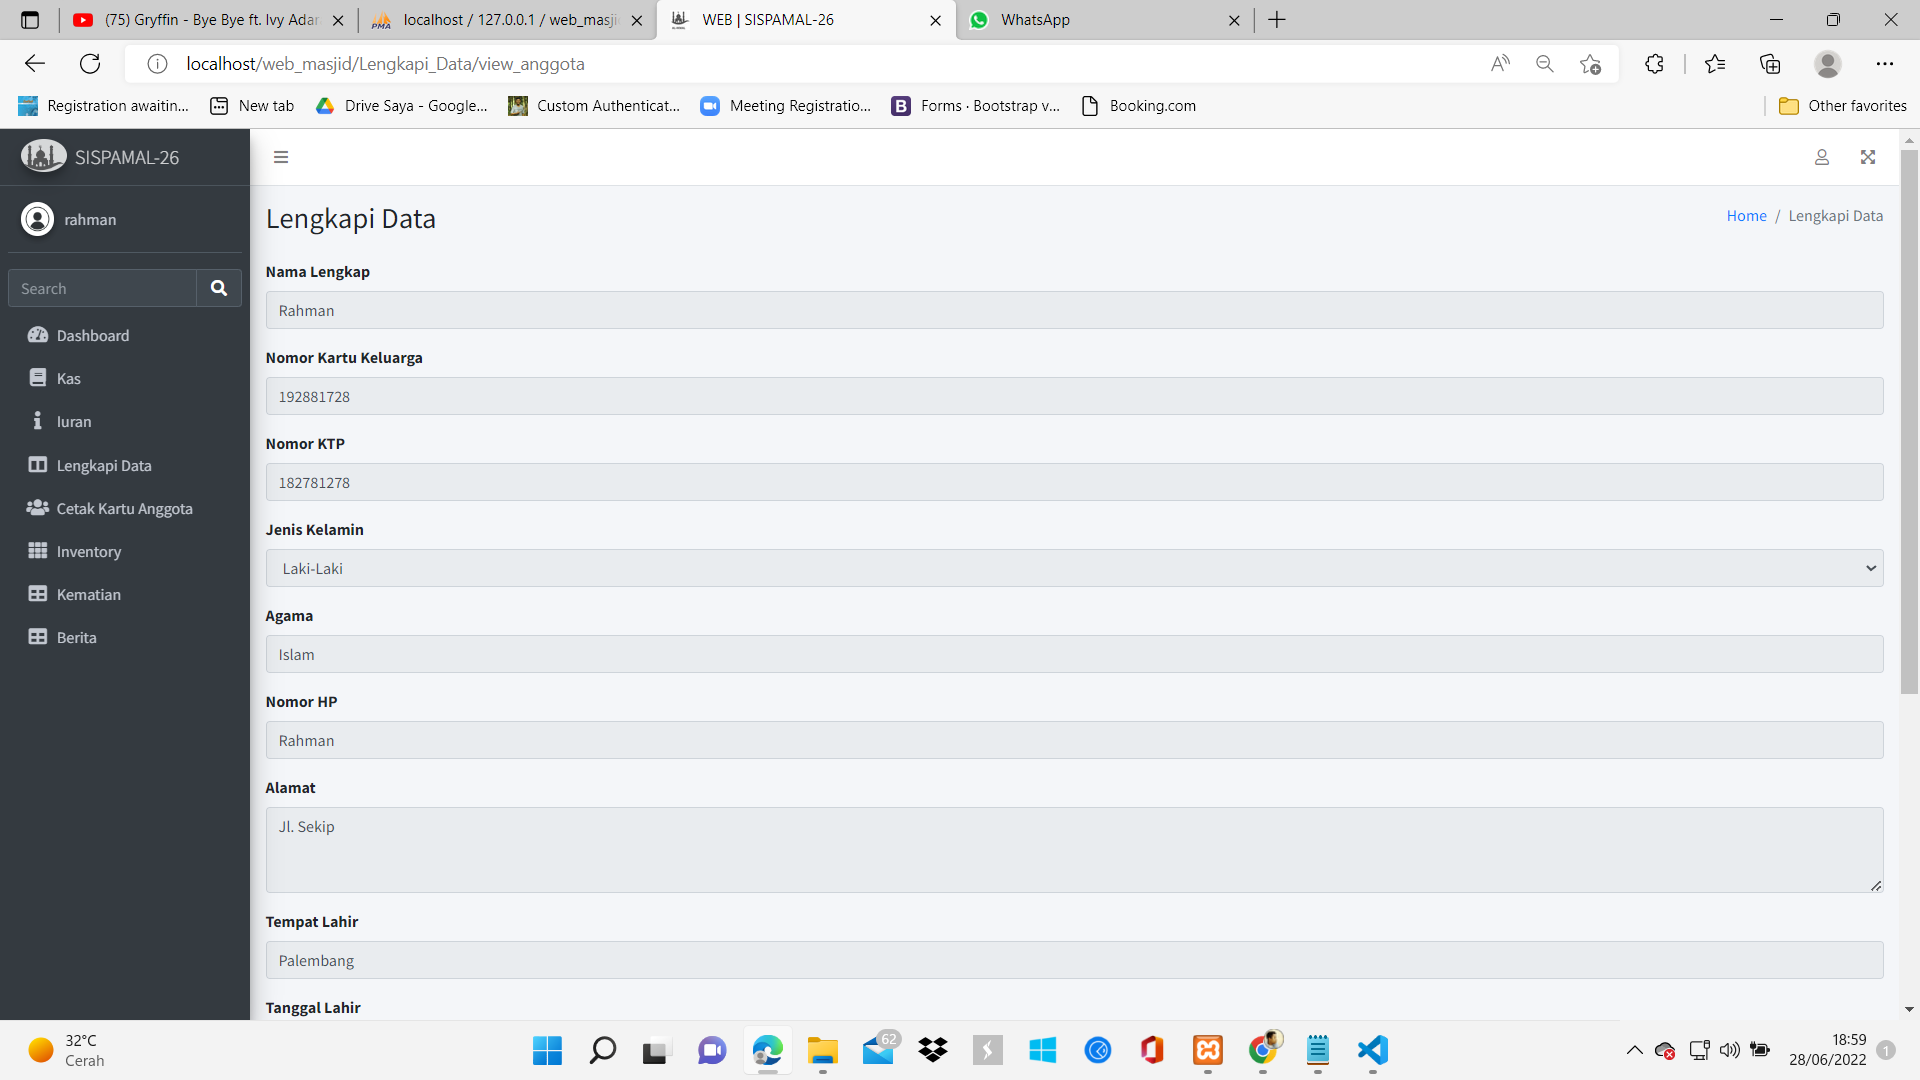 (75) Gryffin - Bye Bye ft. Ivy Adar
localhost / 127.0.0.1 / web_masji
WEB | SISPAMAL-26
WhatsApp
localhost/web_masjid/Lengkapi_Data/view_anggota
Registration awaitin...
New tab
Drive Saya - Google...
Custom Authenticat...
Meeting Registratio...
B
Forms · Bootstrap v...
Booking.com
Other favorites
SISPAMAL-26
rahman
Search
Dashboard
Kas
Iuran
Lengkapi Data
Cetak Kartu Anggota
Inventory
Kematian
Berita
Lengkapi Data
Home / Lengkapi Data
Nama Lengkap
Rahman
Nomor Kartu Keluarga
192881728
Nomor KTP
182781278
Jenis Kelamin
Laki-Laki
Agama
Islam
Nomor HP
Rahman
Alamat
Jl. Sekip
Tempat Lahir
Palembang
Tanggal Lahir
32°C
Cerah
62
18:59
28/06/2022
1